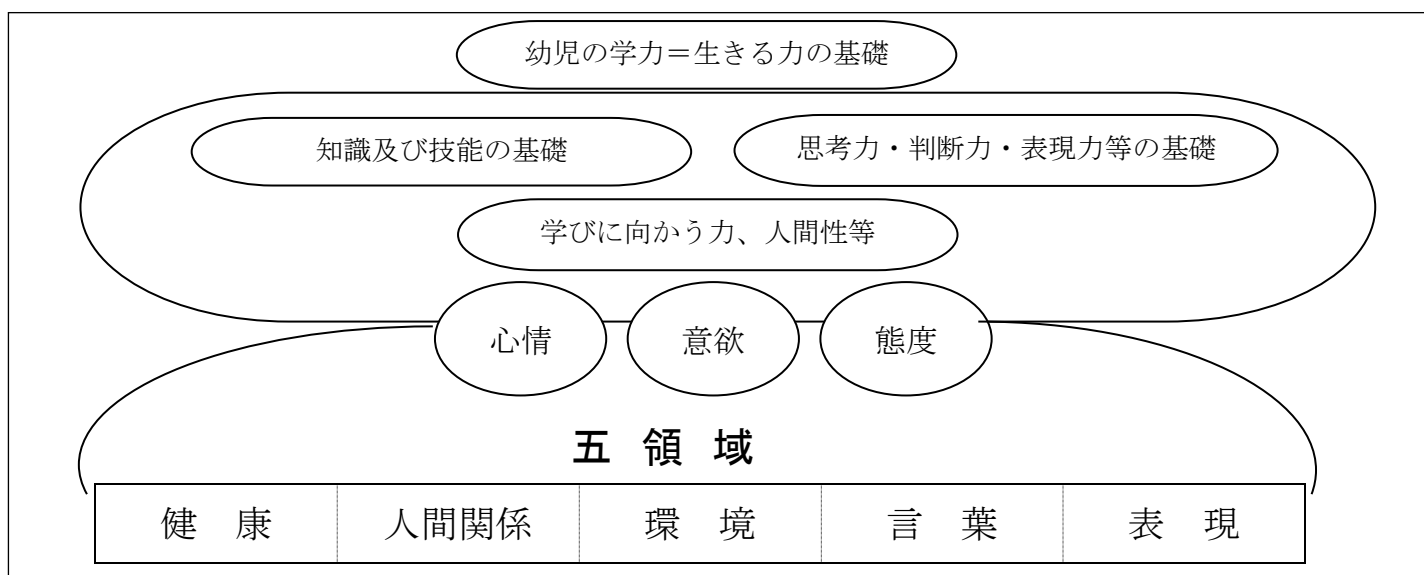 幼児の学力＝生きる力の基礎
知識及び技能の基礎
思考力・判断力・表現力等の基礎
学びに向かう力、人間性等
心情
意欲
態度
五 領 域
健 康
人間関係
環 境
言 葉
表 現